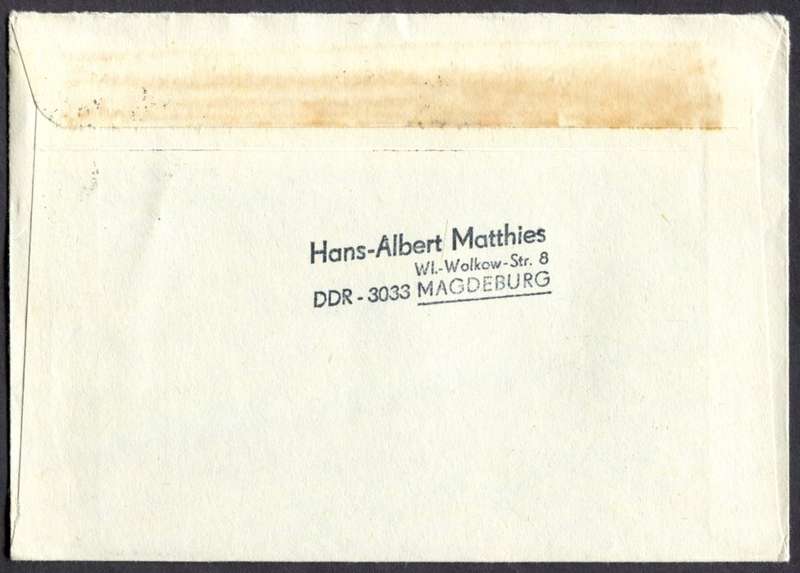 Hans-Albert Matthies
Wl.-Wolkow-Str. 8
DDR - 3033 MAGDEBURG